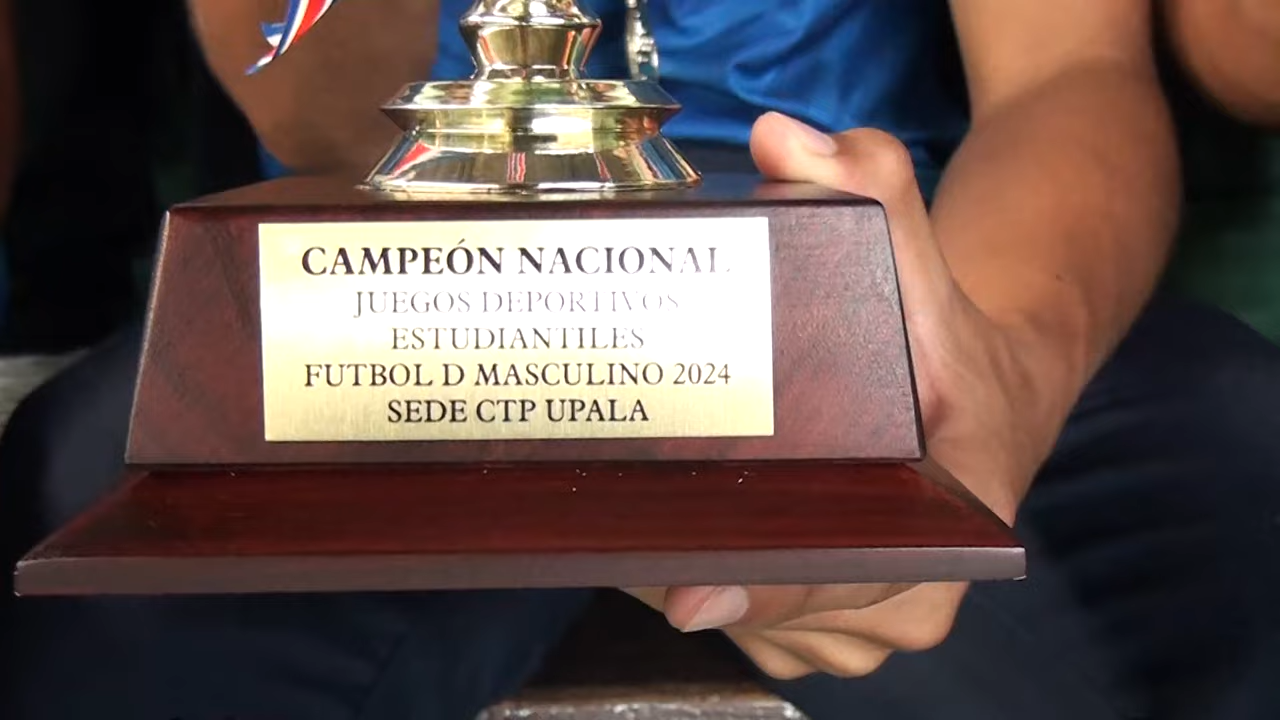 CAMPEÓN NACIONAL
JUEGOS DEPORTIVOS
ESTUDIANTILES
FUTBOL D MASCULINO 2024
SEDE CTP UPALA